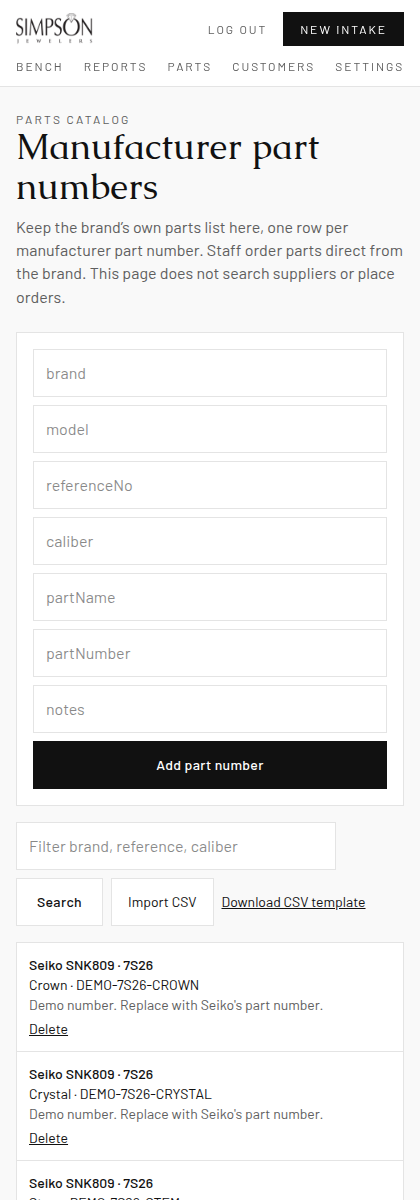 SIMPSON
JEWELERS
LOG OUT
NEW INTAKE
BENCH REPORTS PARTS CUSTOMERS SETTINGS
PARTS CATALOG
Manufacturer part
numbers
Keep the brand’s own parts list here, one row per
manufacturer part number. Staff order parts direct from
the brand. This page does not search suppliers or place
orders.
brand
model
referenceNo
caliber
partName
partNumber
notes
Add part number
Filter brand, reference, caliber
Search
Import CSV
Download CSV template
Seiko SNK809 · 7S26
Crown · DEMO-7S26-CROWN
Demo number. Replace with Seiko's part number.
Delete
Seiko SNK809 · 7S26
Crystal · DEMO-7S26-CRYSTAL
Demo number. Replace with Seiko's part number.
Delete
Seiko SNK809 · 7S26